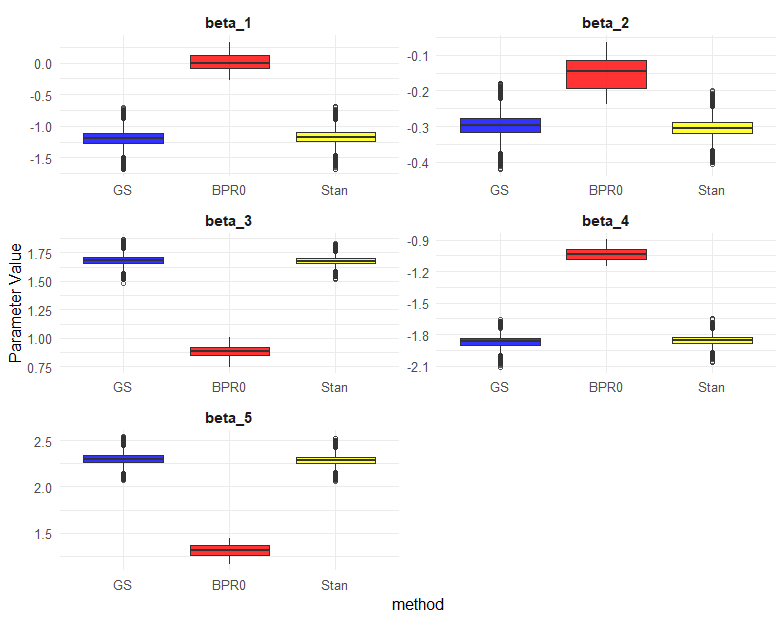 beta_1
0.0
-0.5
-1.0
-1.5
GS BPR0 Stan
beta_2
-0.1
-0.2
-0.3
-0.4
GS BPR0 Stan
beta_3
1.75
1.50
1.25
1.00
0.75
GS BPR0 Stan
beta_4
-0.9
-1.2
-1.5
-1.8
-2.1
GS BPR0 Stan
beta_5
2.5
2.0
1.5
GS BPR0 Stan
Parameter Value
method